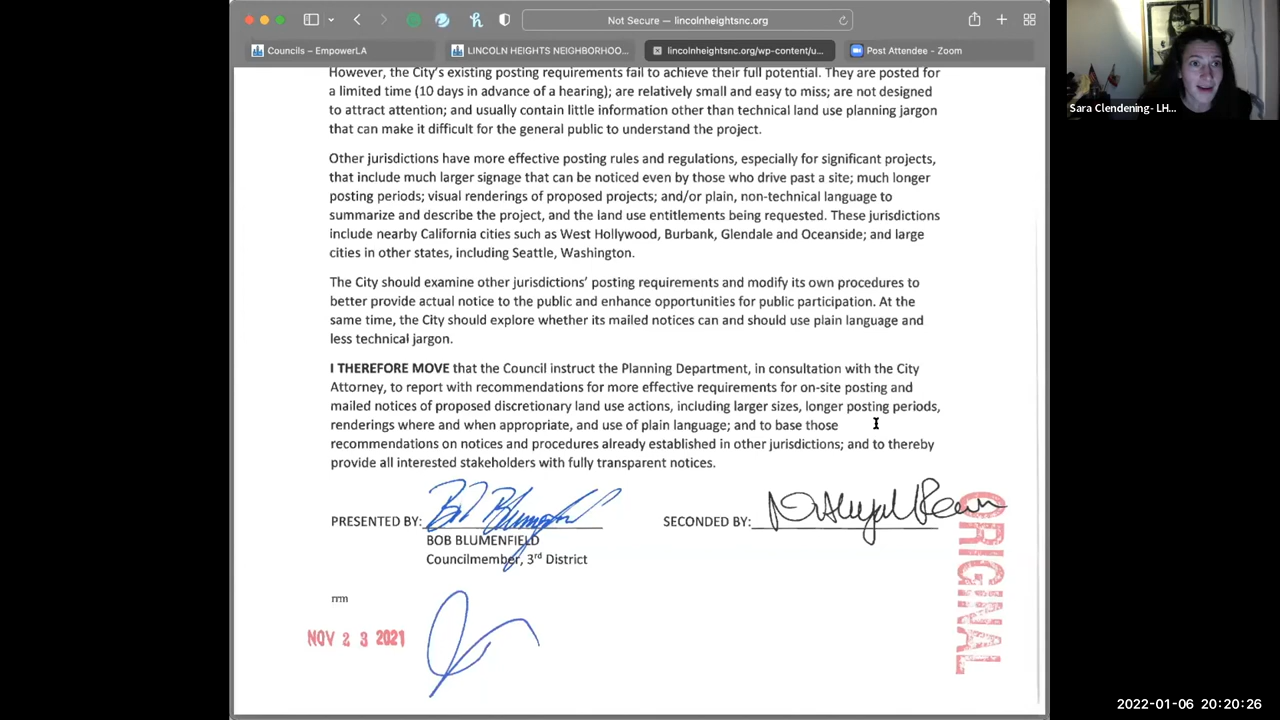 Not Secure — lincolnheightsnc.org
Councils – EmpowerLA
LINCOLN HEIGHTS NEIGHBORHOO...
lincolnheightsnc.org/wp-content/u...
Post Attendee - Zoom
Sara Clendening- LH...
However, the City's existing posting requirements fail to achieve their full potential. They are posted for
a limited time (10 days in advance of a hearing); are relatively small and easy to miss; are not designed
to attract attention; and usually contain little information other than technical land use planning jargon
that can make it difficult for the general public to understand the project.
Other jurisdictions have more effective posting rules and regulations, especially for significant projects,
that include much larger signage that can be noticed even by those who drive past a site; much longer
posting periods; visual renderings of proposed projects; and/or plain, non-technical language to
summarize and describe the project, and the land use entitlements being requested. These jurisdictions
include nearby California cities such as West Hollywood, Burbank, Glendale and Oceanside; and large
cities in other states, including Seattle, Washington.
The City should examine other jurisdictions' posting requirements and modify its own procedures to
better provide actual notice to the public and enhance opportunities for public participation. At the
same time, the City should explore whether its mailed notices can and should use plain language and
less technical jargon.
I THEREFORE MOVE that the Council instruct the Planning Department, in consultation with the City
Attorney, to report with recommendations for more effective requirements for on-site posting and
mailed notices of proposed discretionary land use actions, including larger sizes, longer posting periods,
renderings where and when appropriate, and use of plain language; and to base those
recommendations on notices and procedures already established in other jurisdictions; and to thereby
provide all interested stakeholders with fully transparent notices.
PRESENTED BY:
SECONDED BY:
BOB BLUMENFIELD
Councilmember, 3rd District
rrm
NOV 23 2021
ORIGINAL
2022-01-06 20:20:26